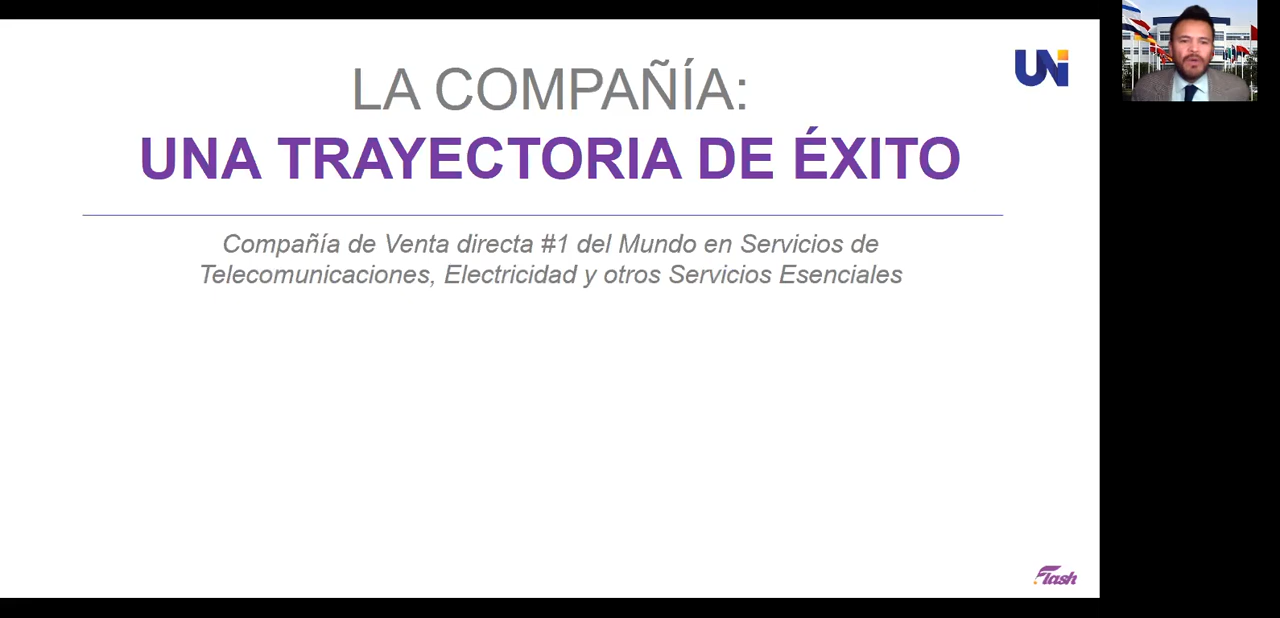 LA COMPAÑÍA:
UNA TRAYECTORIA DE ÉXITO
Compañía de Venta directa #1 del Mundo en Servicios de
Telecomunicaciones, Electricidad y otros Servicios Esenciales
UNi
Flash